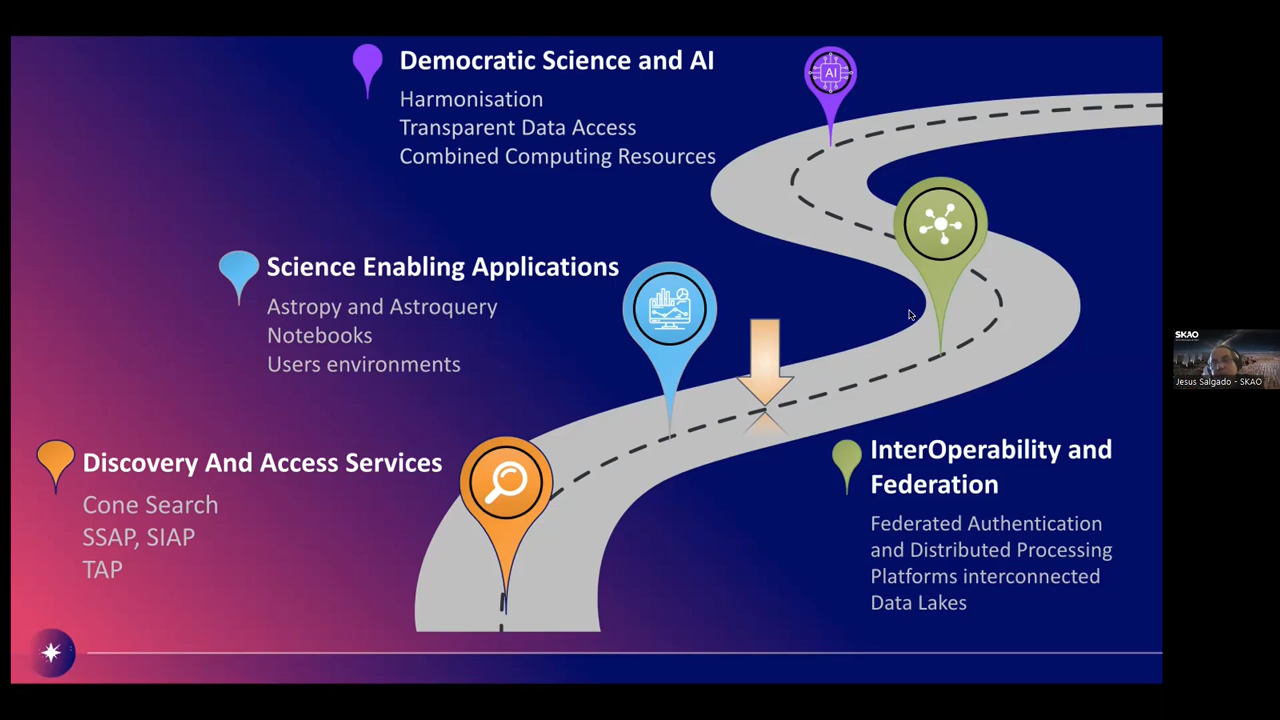 Democratic Science and AI
Harmonisation
Transparent Data Access
Combined Computing Resources
AI
Science Enabling Applications
Astropy and Astroquery
Notebooks
Users environments
Discovery And Access Services
Cone Search
SSAP, SIAP
TAP
InterOperability and
Federation
Federated Authentication
and Distributed Processing
Platforms interconnected
Data Lakes
SKAO
Jesus Salgado - SKAO